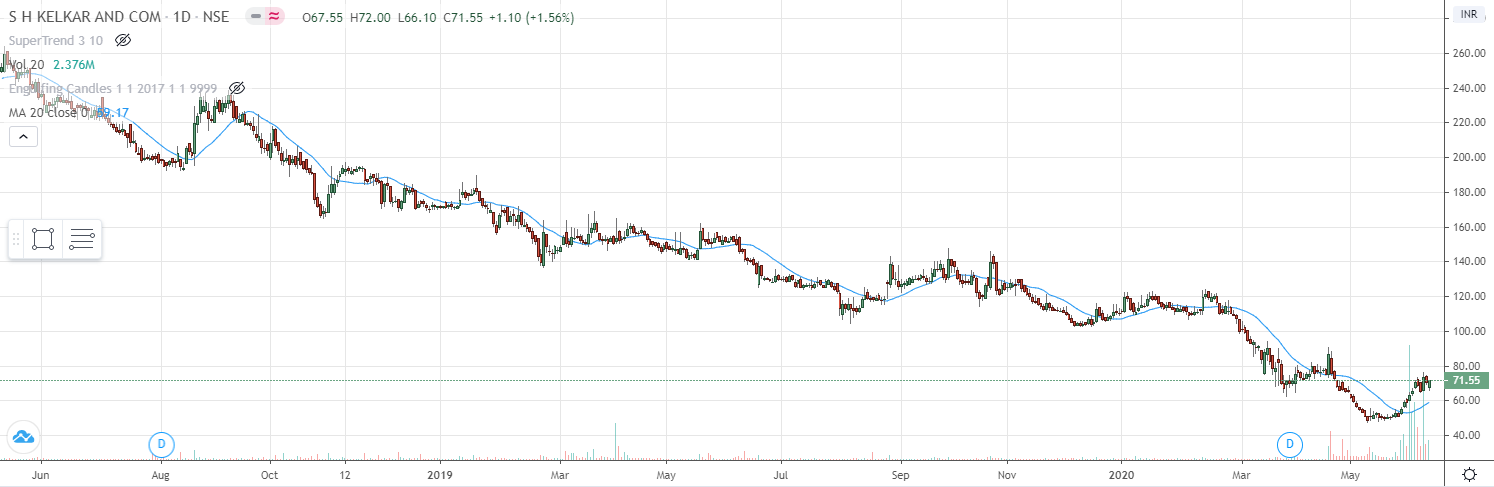 S H KELKAR AND COM · 1D · NSE O67.55 H72.00 L66.10 C71.55 +1.10 (+1.56%)
INR
SuperTrend 3 10
Vol 20 2.376M
Engulfing Candles 1 1 2017 1 1 9999
MA 20 close 0 59.17
260.00
240.00
220.00
200.00
180.00
160.00
140.00
120.00
100.00
80.00
71.55
60.00
40.00
D
D
Jun Aug Oct 12 2019 Mar May Jul Sep Nov 2020 Mar May